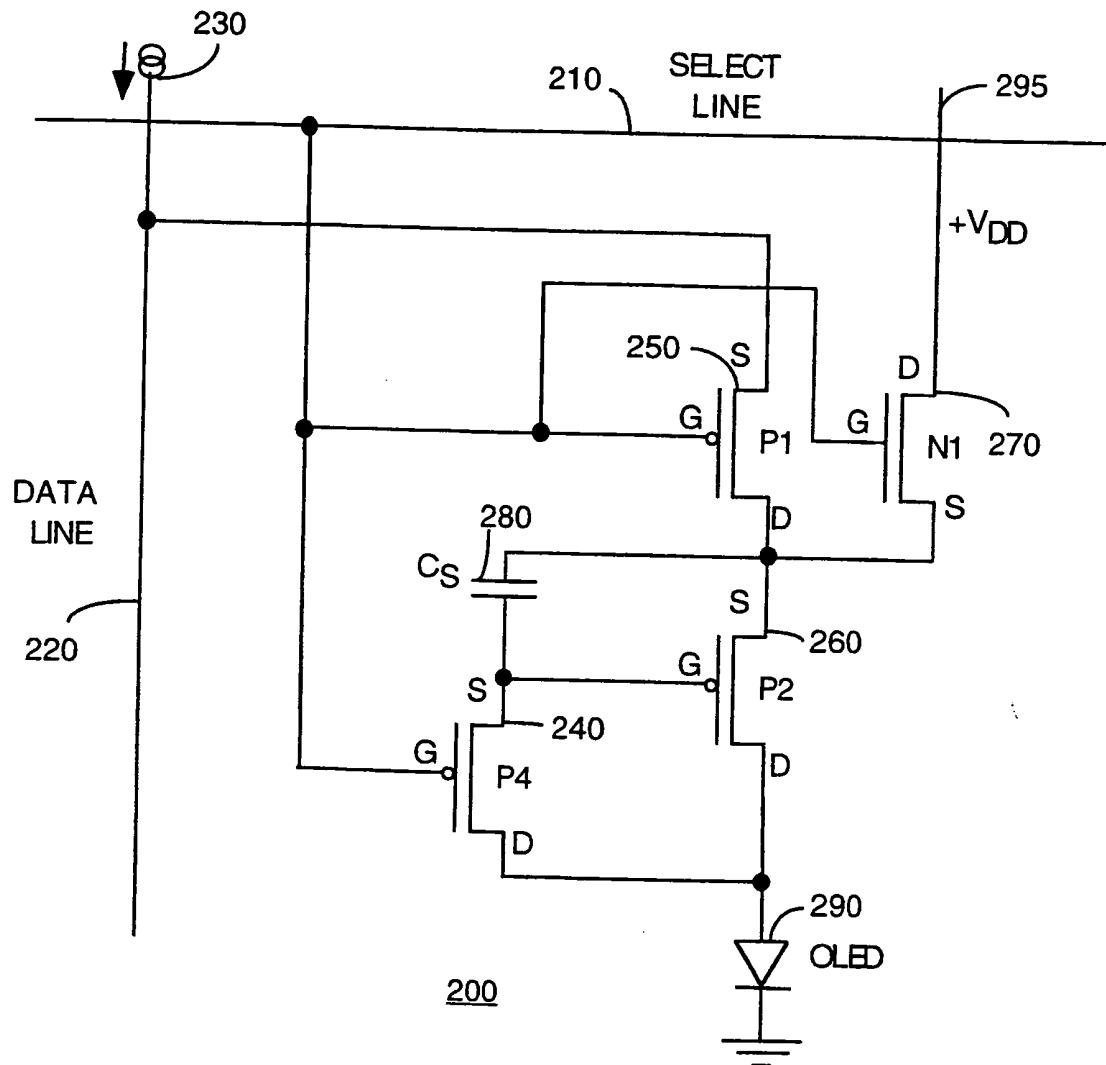 230
SELECT
LINE
210
295
+VDD
250
S
D
G
P1
G
N1
270
DATA
LINE
D
S
280
CS
S
260
G
P2
S
240
220
G
P4
D
D
290
OLED
200